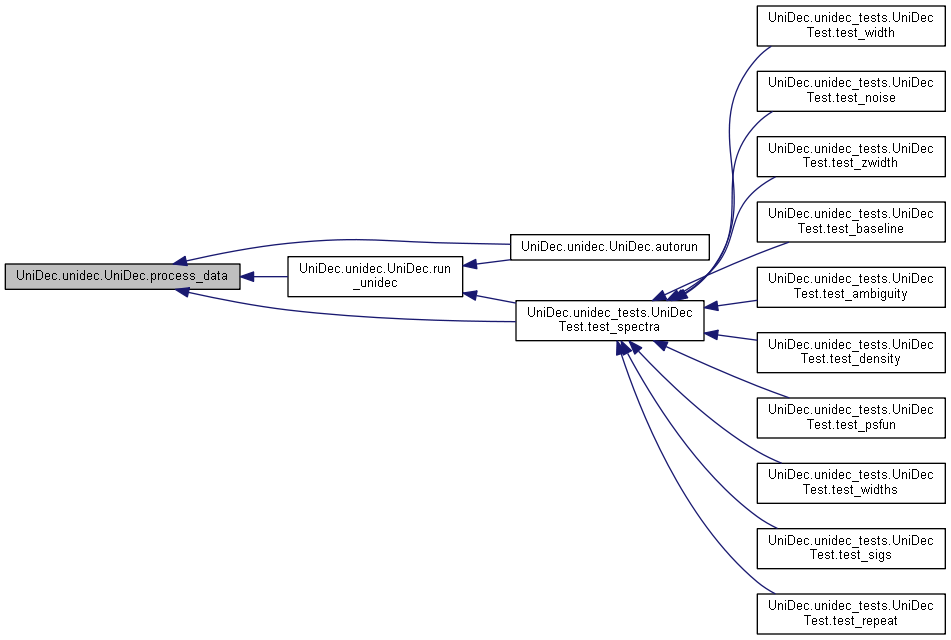 UniDec.unidec_tests.UniDec
Test.test_width
UniDec.unidec_tests.UniDec
Test.test_noise
UniDec.unidec_tests.UniDec
Test.test_zwidth
UniDec.unidec_tests.UniDec
Test.test_baseline
UniDec.unidec.UniDec.autorun
UniDec.unidec.UniDec.process_data
UniDec.unidec.UniDec.run
_unidec
UniDec.unidec_tests.UniDec
Test.test_ambiguity
UniDec.unidec_tests.UniDec
Test.test_spectra
UniDec.unidec_tests.UniDec
Test.test_density
UniDec.unidec_tests.UniDec
Test.test_psfun
UniDec.unidec_tests.UniDec
Test.test_widths
UniDec.unidec_tests.UniDec
Test.test_sigs
UniDec.unidec_tests.UniDec
Test.test_repeat